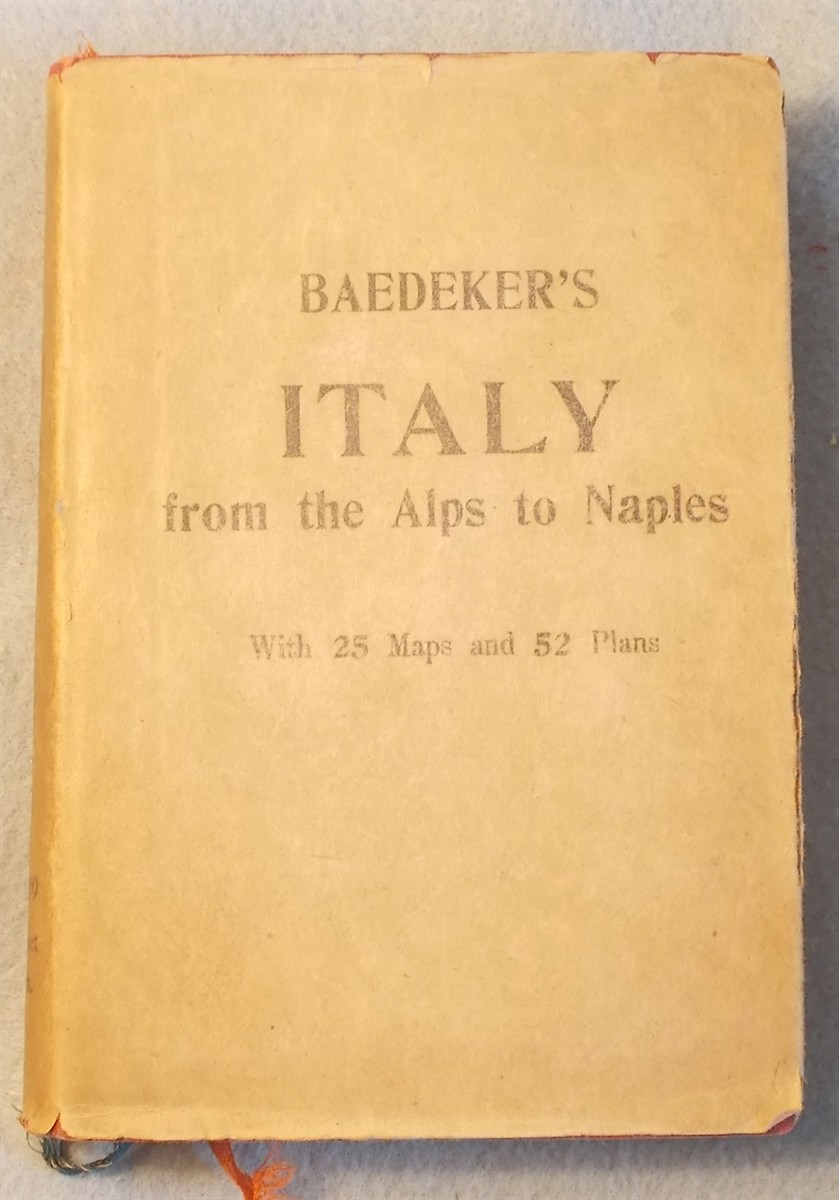 BAEDEKER'S
ITALY
from the Alps to Naples
With 25 Maps and 52 Plans